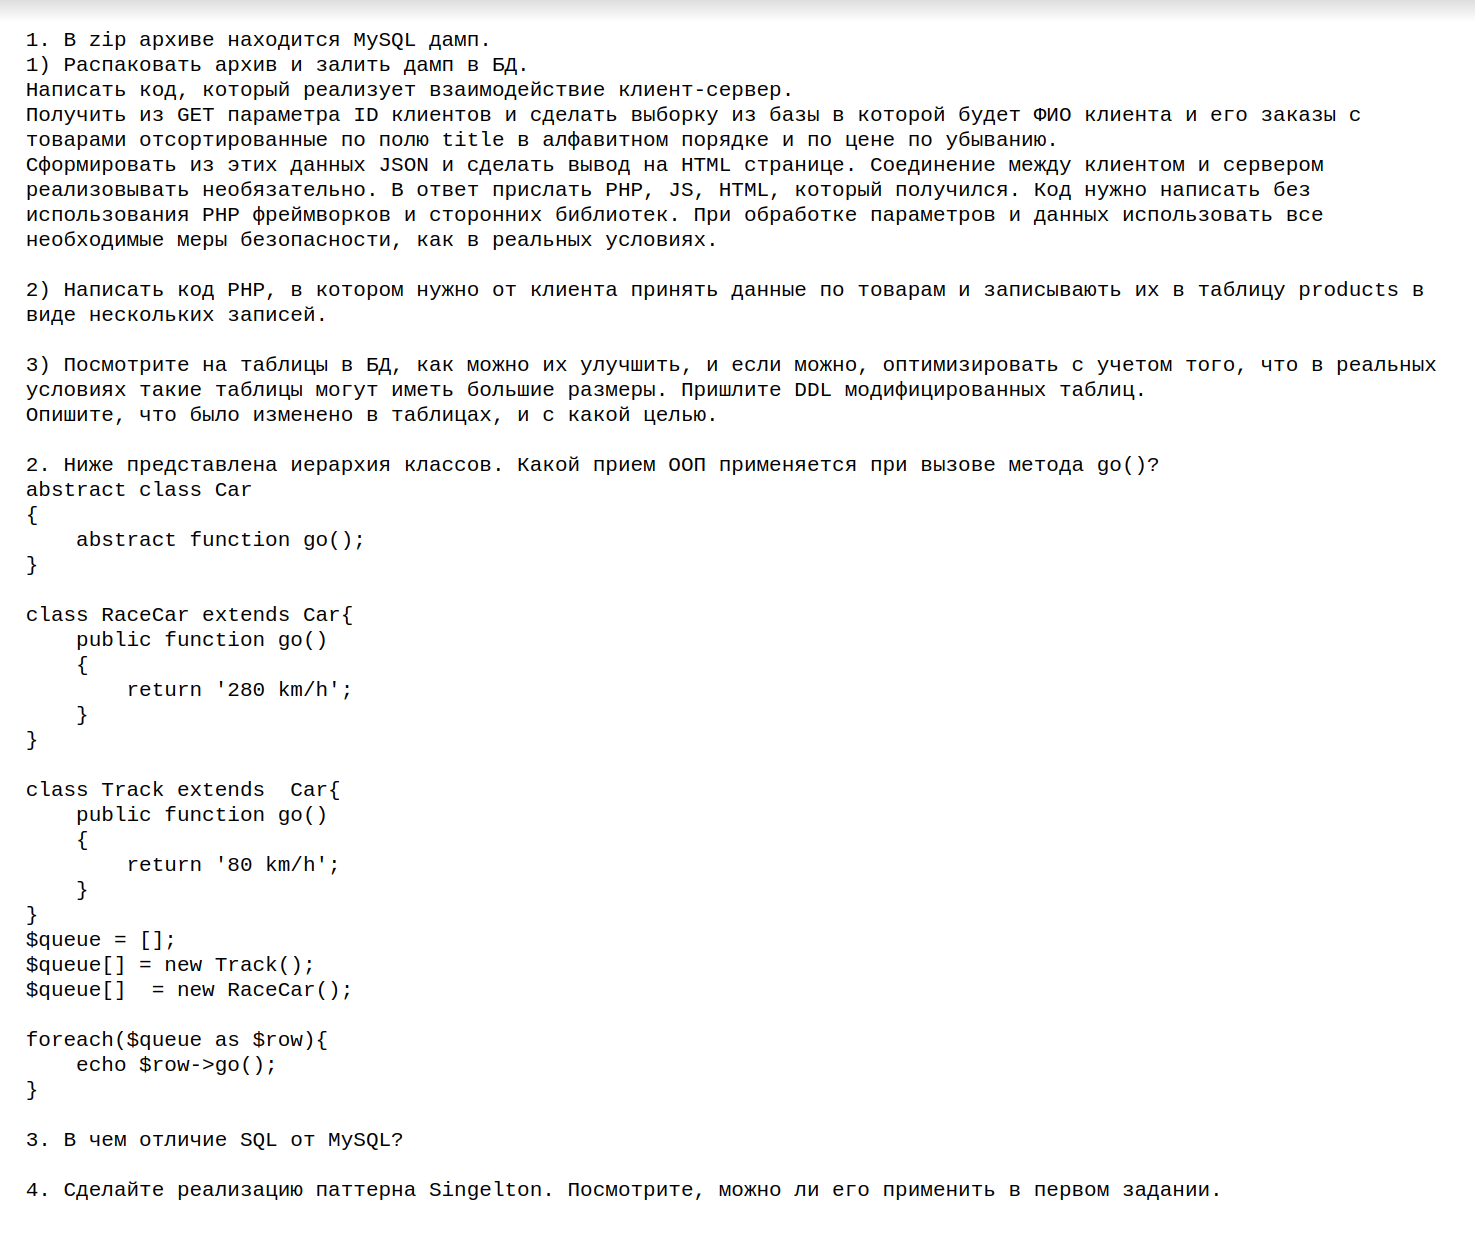 1. В zip архиве находится MySQL дамп.
1) Распаковать архив и залить дамп в БД.
Написать код, который реализует взаимодействие клиент-сервер.
Получить из GET параметра ID клиентов и сделать выборку из базы в которой будет ФИО клиента и его заказы с
товарами отсортированные по полю title в алфавитном порядке и по цене по убыванию.
Сформировать из этих данных JSON и сделать вывод на HTML странице. Соединение между клиентом и сервером
реализовывать необязательно. В ответ прислать PHP, JS, HTML, который получился. Код нужно написать без
использования PHP фреймворков и сторонних библиотек. При обработке параметров и данных использовать все
необходимые меры безопасности, как в реальных условиях.
2) Написать код PHP, в котором нужно от клиента принять данные по товарам и записывають их в таблицу products в
виде нескольких записей.
3) Посмотрите на таблицы в БД, как можно их улучшить, и если можно, оптимизировать с учетом того, что в реальных
условиях такие таблицы могут иметь большие размеры. Пришлите DDL модифицированных таблиц.
Опишите, что было изменено в таблицах, и с какой целью.
2. Ниже представлена иерархия классов. Какой прием ООП применяется при вызове метода go()?
abstract class Car
{
    abstract function go();
}
class RaceCar extends Car{
    public function go()
    {
        return '280 km/h';
    }
}
class Track extends  Car{
    public function go()
    {
        return '80 km/h';
    }
}
$queue = [];
$queue[] = new Track();
$queue[]  = new RaceCar();
foreach($queue as $row){
    echo $row->go();
}
3. В чем отличие SQL от MySQL?
4. Сделайте реализацию паттерна Singelton. Посмотрите, можно ли его применить в первом задании.